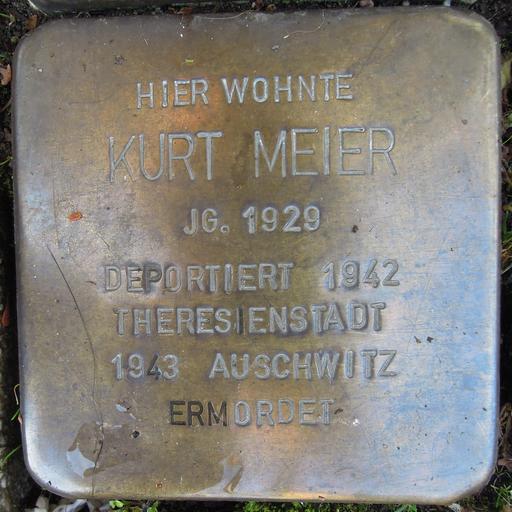 HIER WOHNTE
KURT MEIER
JG. 1929
DEPORTIERT 1942
THERESIENSTADT
1943 AUSCHWITZ
ERMORDET